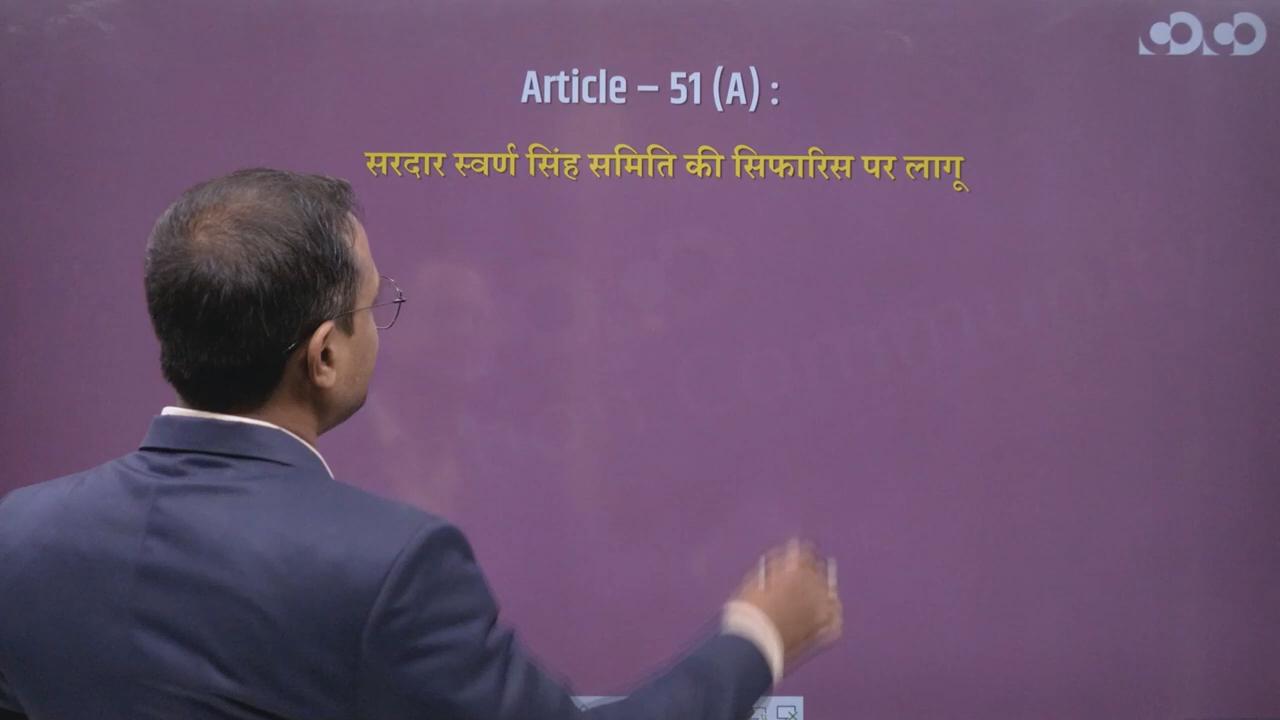 Article – 51 (A) :
सरदार स्वर्ण सिंह समिति की सिफारिस पर लागू